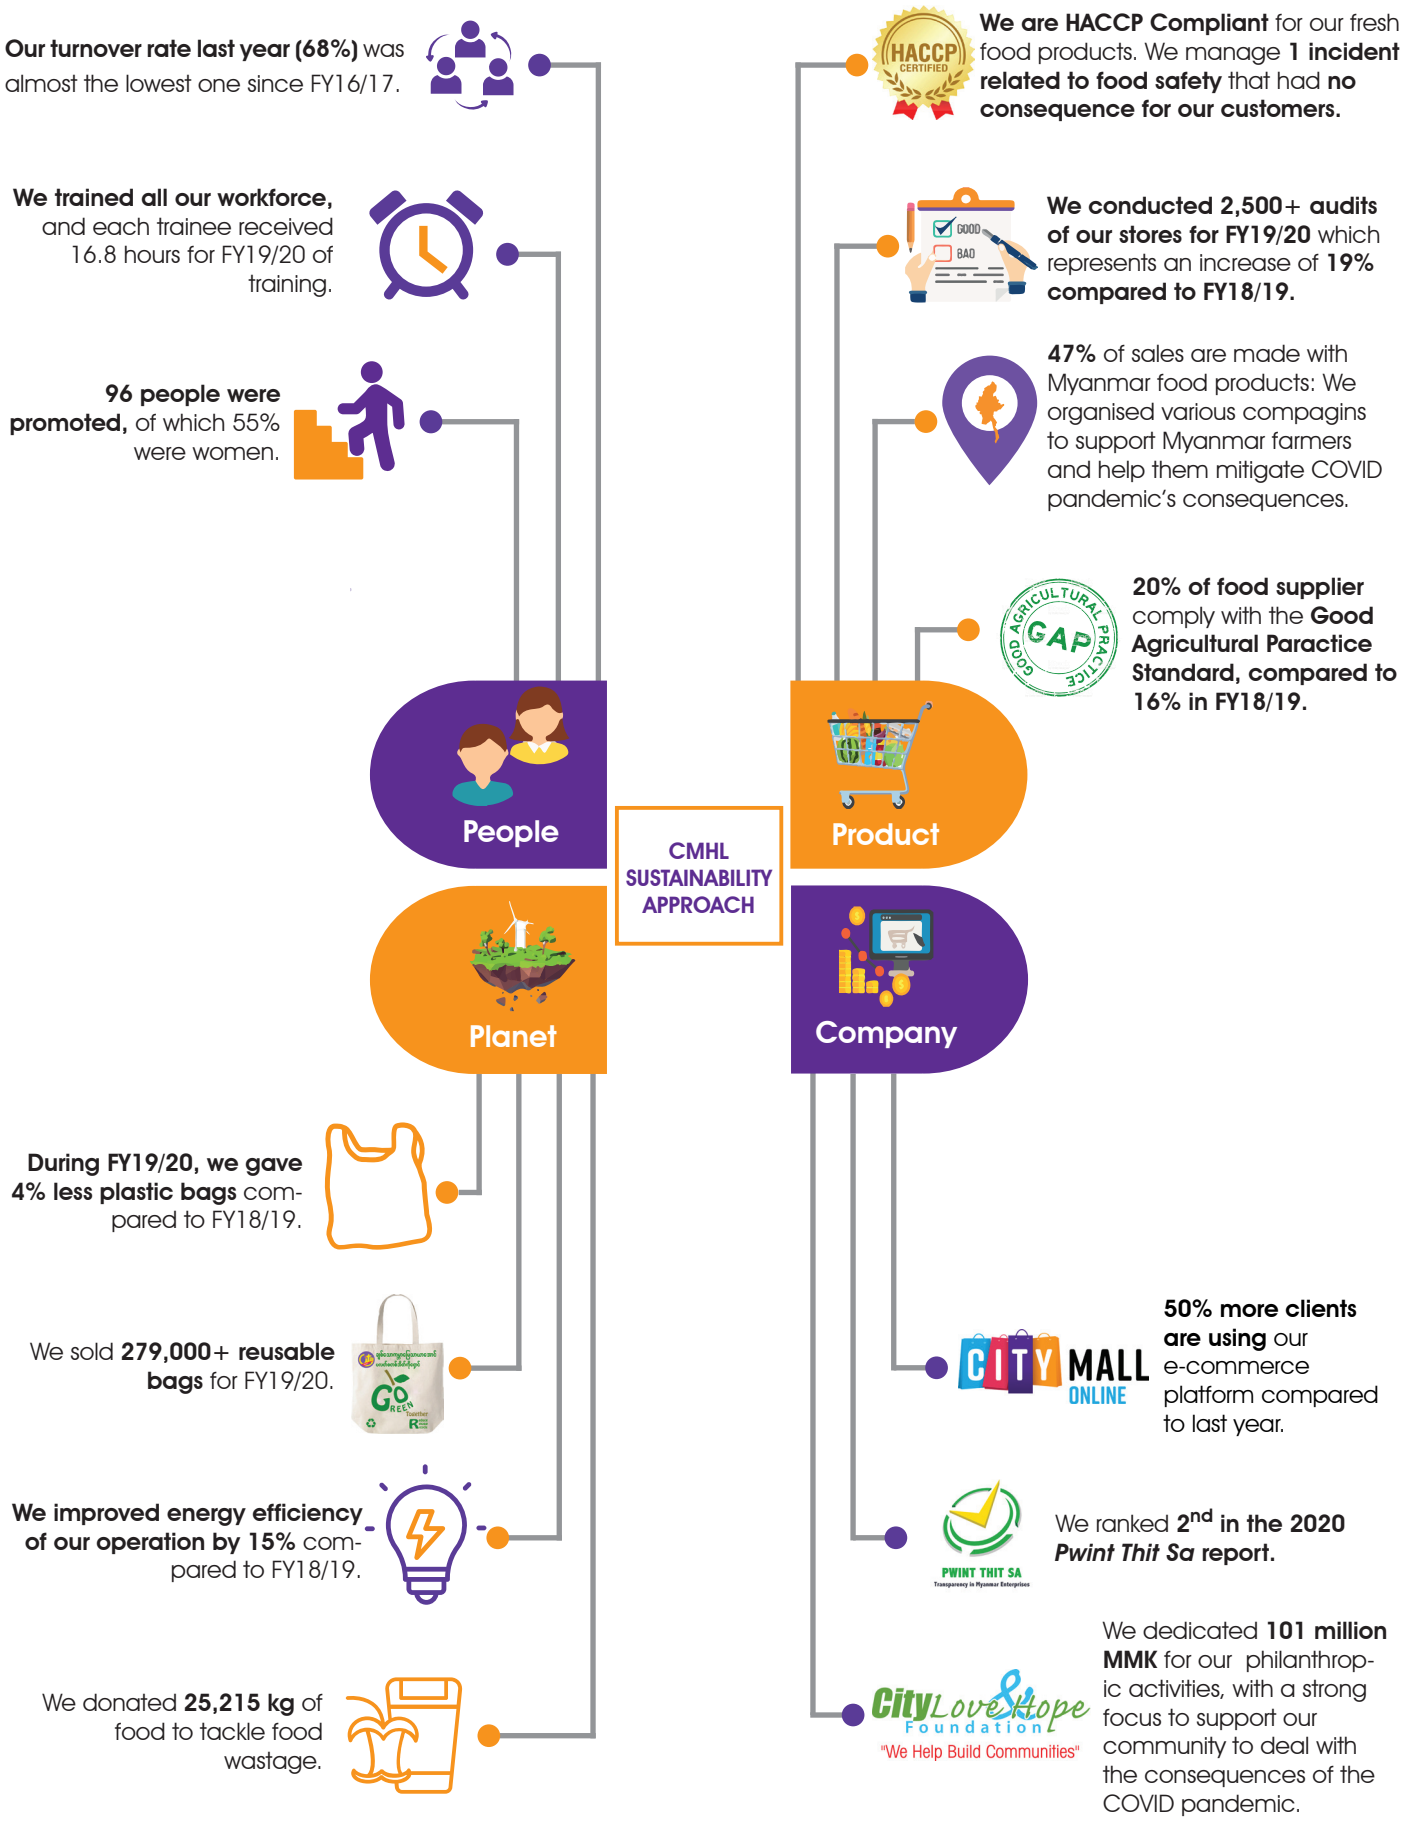 Our turnover rate last year (68%) was
almost the lowest one since FY16/17.
We trained all our workforce,
and each trainee received
16.8 hours for FY19/20 of
training.
96 people were
promoted, of which 55%
were women.
HACCP
CERTIFIED
We are HACCP Compliant for our fresh
food products. We manage 1 incident
related to food safety that had no
consequence for our customers.
GOOD
BAD
We conducted 2,500+ audits
of our stores for FY19/20 which
represents an increase of 19%
compared to FY18/19.
47% of sales are made with
Myanmar food products: We
organised various compagins
to support Myanmar farmers
and help them mitigate COVID
pandemic's consequences.
GOOD AGRICULTURAL PRACTICE
GAP
20% of food supplier
comply with the Good
Agricultural Paractice
Standard, compared to
16% in FY18/19.
People
Product
CMHL
SUSTAINABILITY
APPROACH
Planet
Company
During FY19/20, we gave
4% less plastic bags com-
pared to FY18/19.
We sold 279,000+ reusable
bags for FY19/20.
GO
GREEN
Together
R
We improved energy efficiency
of our operation by 15% com-
pared to FY18/19.
We donated 25,215 kg of
food to tackle food
wastage.
CITY MALL
ONLINE
50% more clients
are using our
e-commerce
platform compared
to last year.
PWINT THIT SA
Transparency in Myanmar Enterprises
We ranked 2nd in the 2020
Pwint Thit Sa report.
City Love & Hope
Foundation
"We Help Build Communities"
We dedicated 101 million
MMK for our philanthrop-
ic activities, with a strong
focus to support our
community to deal with
the consequences of the
COVID pandemic.